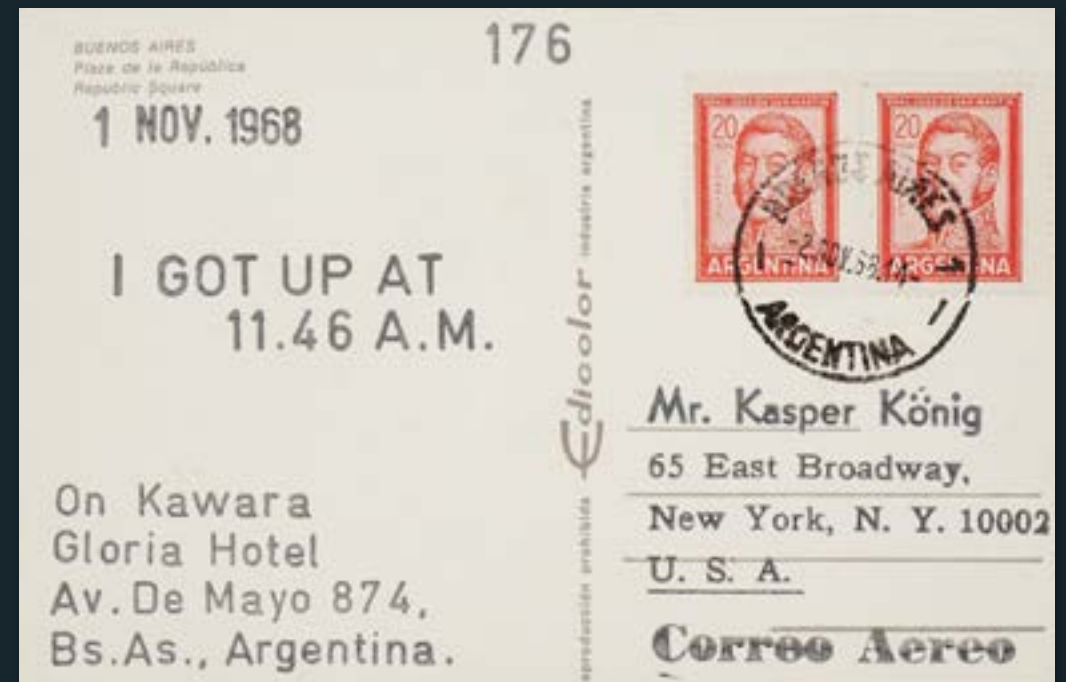 176
BUENOS AIRES
Plaza de la República
Republic Square
1 NOV. 1968
I GOT UP AT
11.46 A.M.
On Kawara
Gloria Hotel
Av. De Mayo 874,
Bs.As., Argentina.
Edicolor industria argentina
reproducción prohibida
20
ARGENTINA
20
ARGENTINA
BUENOS AIRES
ARGENTINA
Mr. Kasper König
65 East Broadway,
New York, N. Y. 10002
U. S. A.
Correo Aereo